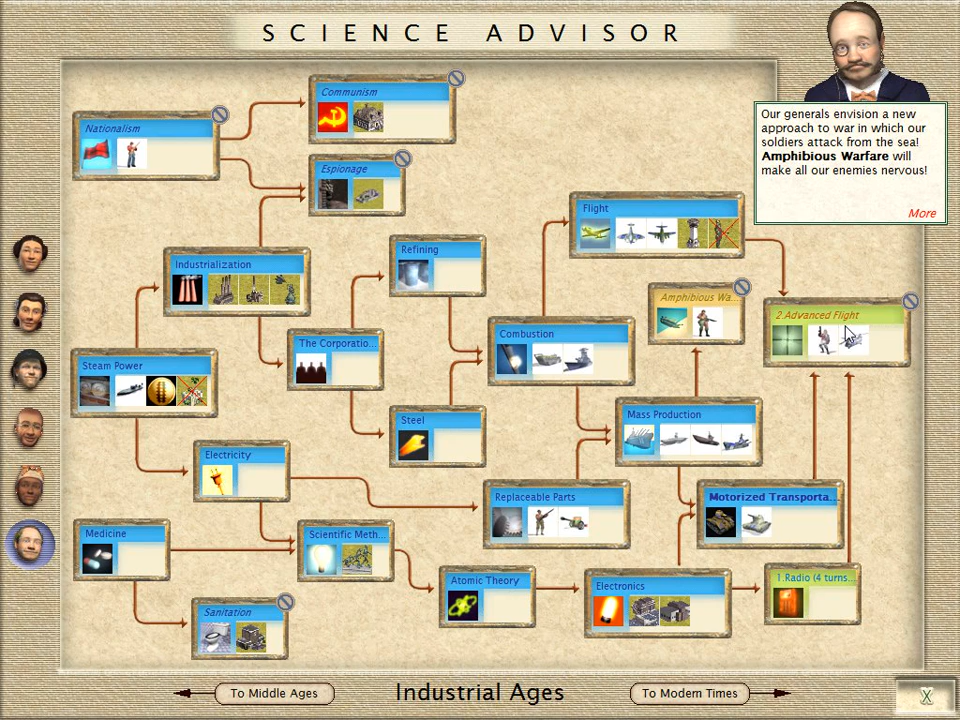 SCIENCE ADVISOR
Our generals envision a new
approach to war in which our
soldiers attack from the sea!
Amphibious Warfare will
make all our enemies nervous!
More
Communism
Nationalism
Espionage
Flight
Refining
Industrialization
Amphibious Wa...
2.Advanced Flight
Combustion
The Corporatio...
Steam Power
Mass Production
Steel
Electricity
Replaceable Parts
Motorized Transporta...
Medicine
Scientific Meth...
Atomic Theory
Electronics
1.Radio (4 turns...
Sanitation
To Middle Ages
Industrial Ages
To Modern Times
X